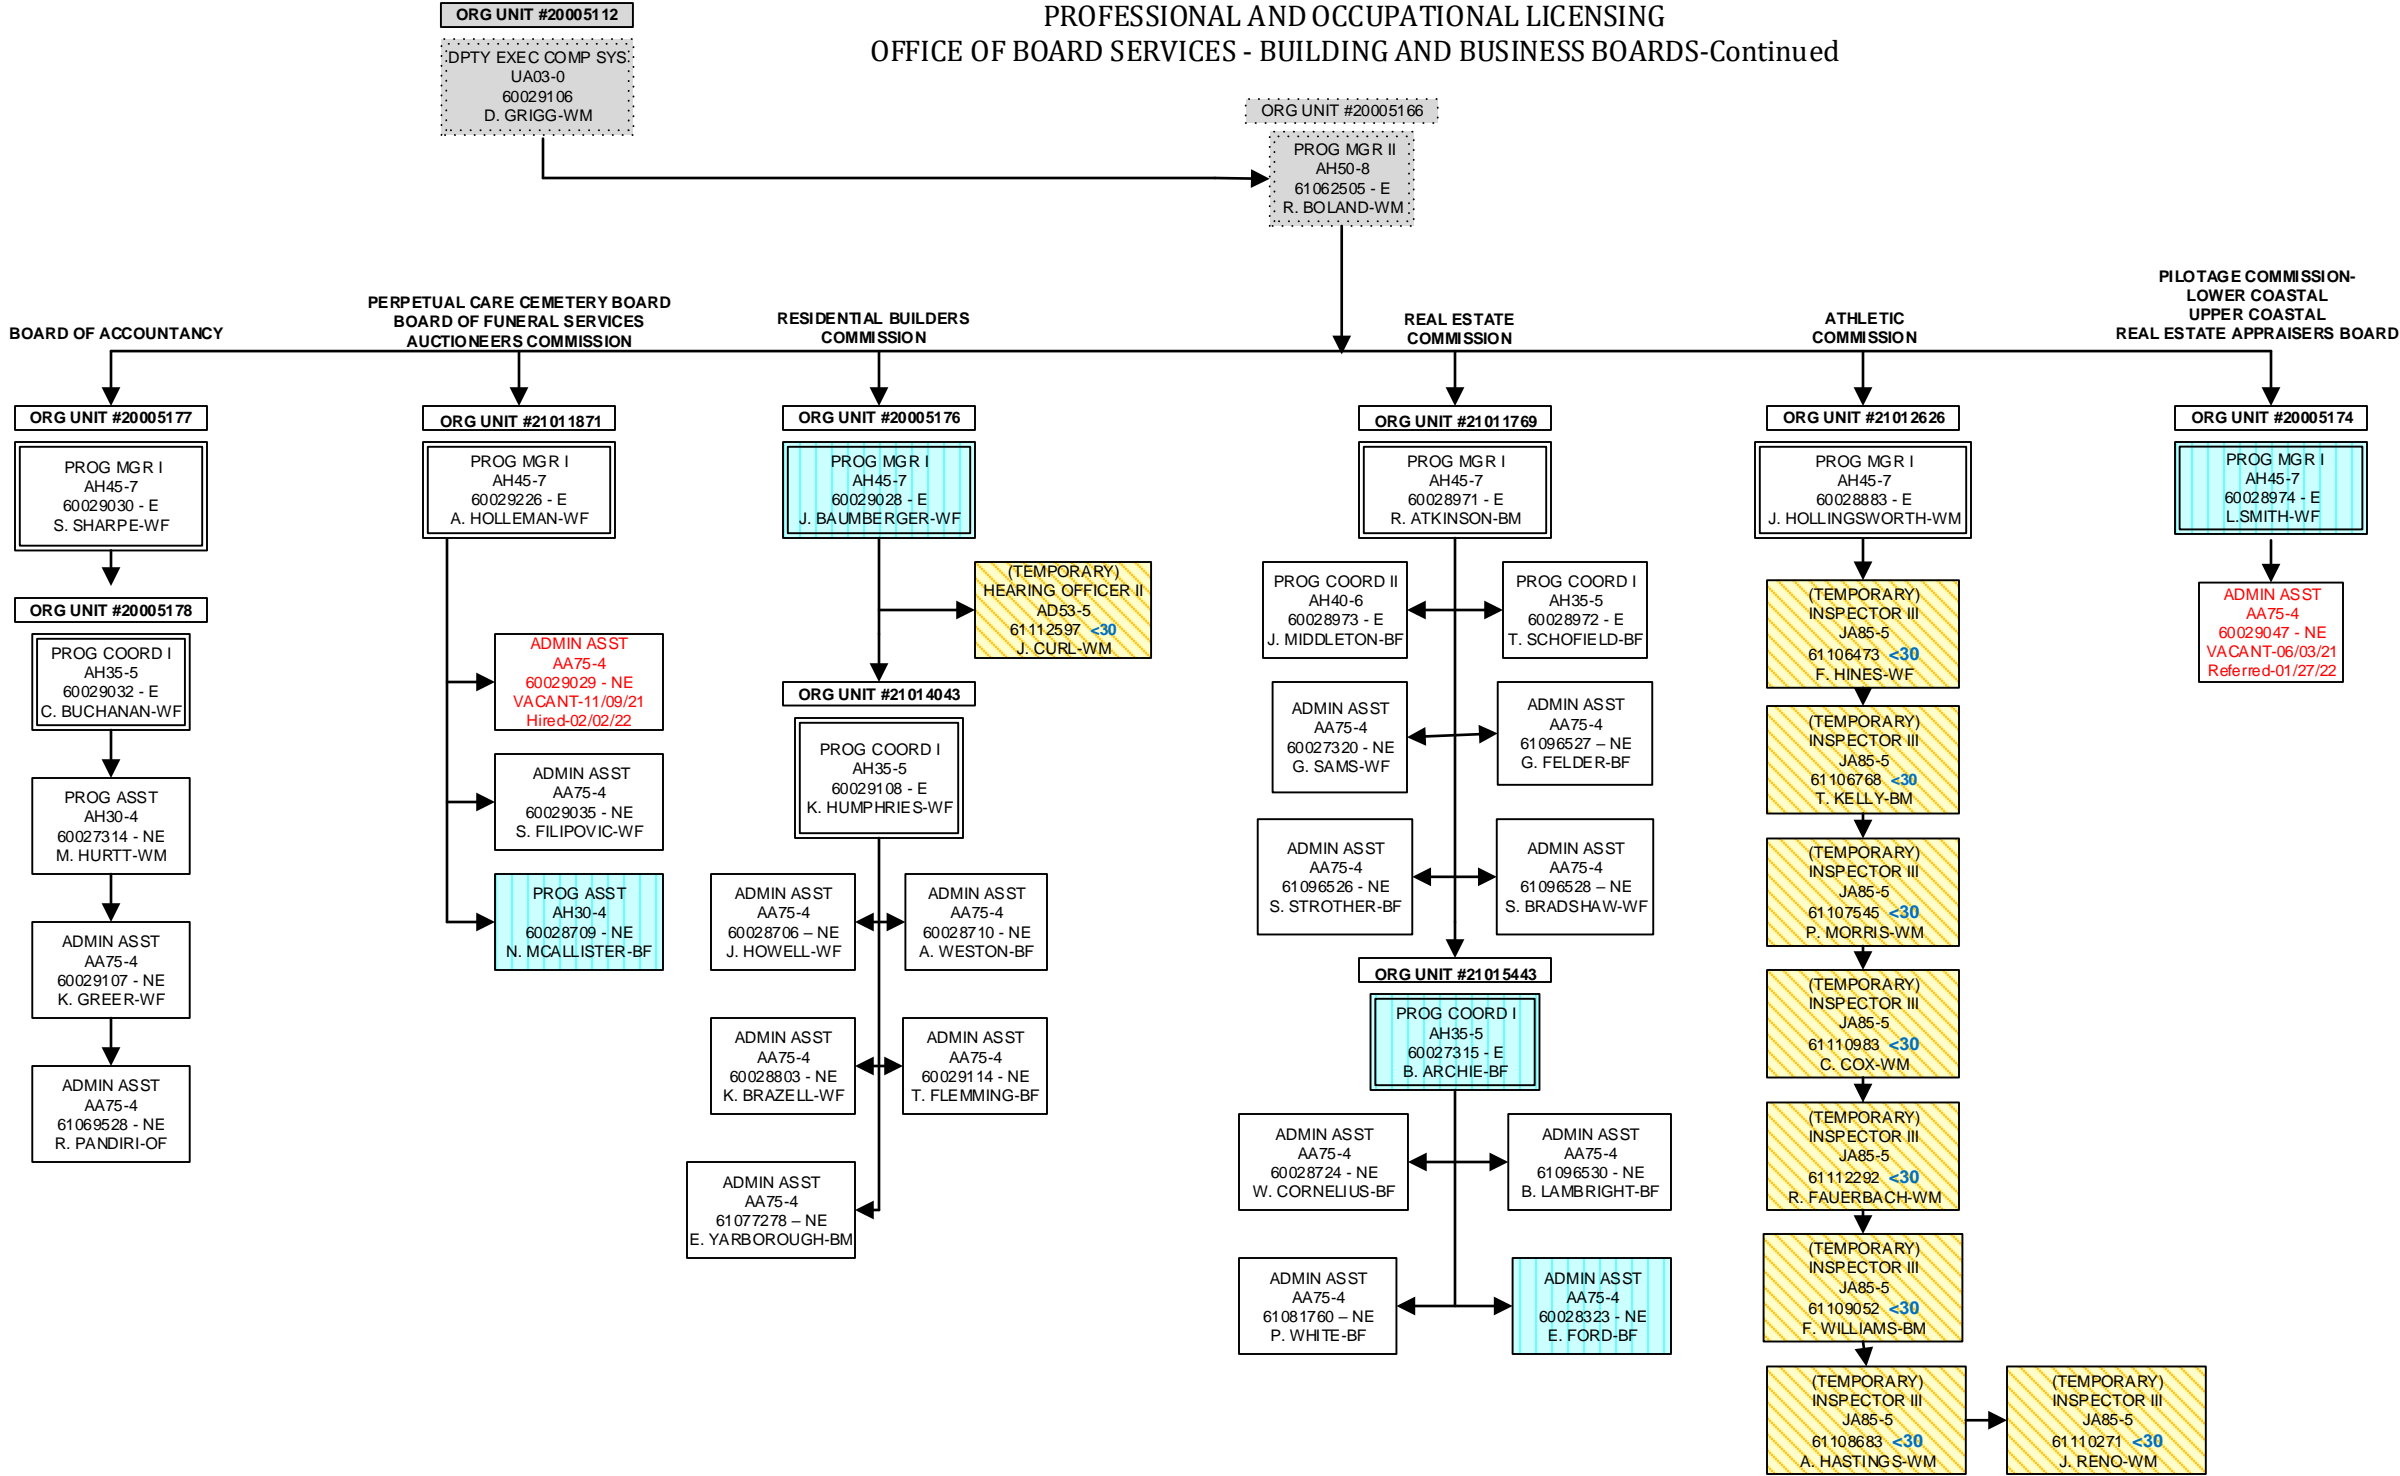 ORG UNIT #20005112
DPTY EXEC COMP SYS
UA03-0
60029106
D. GRIGG-WM
PROFESSIONAL AND OCCUPATIONAL LICENSING
OFFICE OF BOARD SERVICES - BUILDING AND BUSINESS BOARDS-Continued
ORG UNIT #20005166
PROG MGR II
AH50-8
61062505 - E
R. BOLAND-WM
BOARD OF ACCOUNTANCY
ORG UNIT #20005177
PROG MGR I
AH45-7
60029030 - E
S. SHARPE-WF
ORG UNIT #20005178
PROG COORD I
AH35-5
60029032 - E
C. BUCHANAN-WF
PROG ASST
AH30-4
60027314 - NE
M. HURTT-WM
ADMIN ASST
AA75-4
60029107 - NE
K. GREER-WF
ADMIN ASST
AA75-4
61069528 - NE
R. PANDIRI-OF
PERPETUAL CARE CEMETERY BOARD
BOARD OF FUNERAL SERVICES
AUCTIONEERS COMMISSION
ORG UNIT #21011871
PROG MGR I
AH45-7
60029226 - E
A. HOLLEMAN-WF
ADMIN ASST
AA75-4
60029029 - NE
VACANT-11/09/21
Hired-02/02/22
ADMIN ASST
AA75-4
60029035 - NE
S. FILIPOVIC-WF
PROG ASST
AH30-4
60028709 - NE
N. MCALLISTER-BF
RESIDENTIAL BUILDERS
COMMISSION
ORG UNIT #20005176
PROG MGR I
AH45-7
60029028 - E
J. BAUMBERGER-WF
(TEMPORARY)
HEARING OFFICER II
AD53-5
61112597 <30
J. CURL-WM
ORG UNIT #21014043
PROG COORD I
AH35-5
60029108 - E
K. HUMPHRIES-WF
ADMIN ASST
AA75-4
60028706 – NE
J. HOWELL-WF
ADMIN ASST
AA75-4
60028710 - NE
A. WESTON-BF
ADMIN ASST
AA75-4
60028803 - NE
K. BRAZELL-WF
ADMIN ASST
AA75-4
60029114 - NE
T. FLEMMING-BF
ADMIN ASST
AA75-4
61077278 – NE
E. YARBOROUGH-BM
REAL ESTATE
COMMISSION
ORG UNIT #21011769
PROG MGR I
AH45-7
60028971 - E
R. ATKINSON-BM
PROG COORD II
AH40-6
60028973 - E
J. MIDDLETON-BF
PROG COORD I
AH35-5
60028972 - E
T. SCHOFIELD-BF
ADMIN ASST
AA75-4
60027320 - NE
G. SAMS-WF
ADMIN ASST
AA75-4
61096527 – NE
G. FELDER-BF
ADMIN ASST
AA75-4
61096526 - NE
S. STROTHER-BF
ADMIN ASST
AA75-4
61096528 – NE
S. BRADSHAW-WF
ORG UNIT #21015443
PROG COORD I
AH35-5
60027315 - E
B. ARCHIE-BF
ADMIN ASST
AA75-4
60028724 - NE
W. CORNELIUS-BF
ADMIN ASST
AA75-4
61096530 - NE
B. LAMBRIGHT-BF
ADMIN ASST
AA75-4
61081760 – NE
P. WHITE-BF
ADMIN ASST
AA75-4
60028323 - NE
E. FORD-BF
ATHLETIC
COMMISSION
ORG UNIT #21012626
PROG MGR I
AH45-7
60028883 - E
J. HOLLINGSWORTH-WM
(TEMPORARY)
INSPECTOR III
JA85-5
61106473 <30
F. HINES-WF
(TEMPORARY)
INSPECTOR III
JA85-5
61106768 <30
T. KELLY-BM
(TEMPORARY)
INSPECTOR III
JA85-5
61107545 <30
P. MORRIS-WM
(TEMPORARY)
INSPECTOR III
JA85-5
61110983 <30
C. COX-WM
(TEMPORARY)
INSPECTOR III
JA85-5
61112292 <30
R. FAUERBACH-WM
(TEMPORARY)
INSPECTOR III
JA85-5
61109052 <30
F. WILLIAMS-BM
(TEMPORARY)
INSPECTOR III
JA85-5
61108683 <30
A. HASTINGS-WM
(TEMPORARY)
INSPECTOR III
JA85-5
61110271 <30
J. RENO-WM
PILOTAGE COMMISSION-
LOWER COASTAL
UPPER COASTAL
REAL ESTATE APPRAISERS BOARD
ORG UNIT #20005174
PROG MGR I
AH45-7
60028974 - E
L.SMITH-WF
ADMIN ASST
AA75-4
60029047 - NE
VACANT-06/03/21
Referred-01/27/22